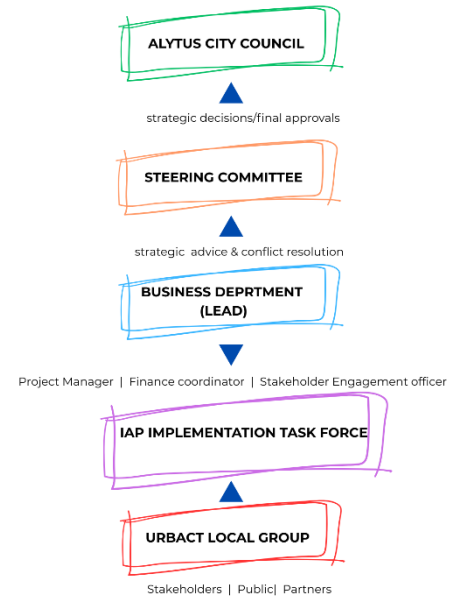 ALYTUS CITY COUNCIL
strategic decisions/final approvals
STEERING COMMITTEE
strategic advice & conflict resolution
BUSINESS DEPRTMENT
(LEAD)
Project Manager | Finance coordinator | Stakeholder Engagement officer
IAP IMPLEMENTATION TASK FORCE
URBACT LOCAL GROUP
Stakeholders | Public| Partners